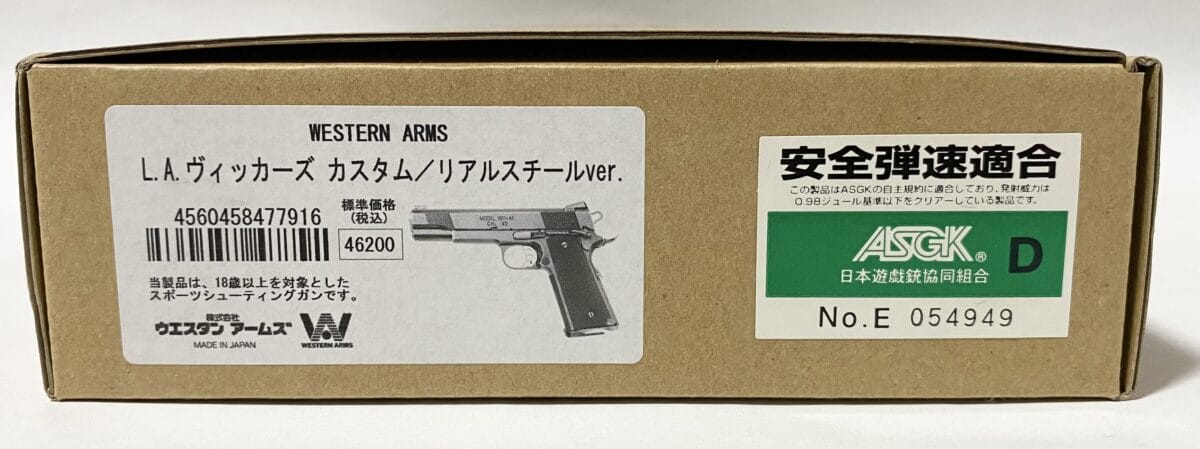 WESTERN ARMS
L.A.ヴィッカーズ カスタム/リアルスチールver.
4560458477916
標準価格
(税込)
46200
当製品は、18歳以上を対象とした
スポーツシューティングガンです。
株式会社
ウエスタン アームズ
MADE IN JAPAN
WESTERN ARMS
安全弾速適合
この製品はASGKの自主規約に適合しており、発射威力は
0.98ジュール基準以下をクリアーしている製品です。
ASGK® D
日本遊戯銃協同組合
No.E 054949